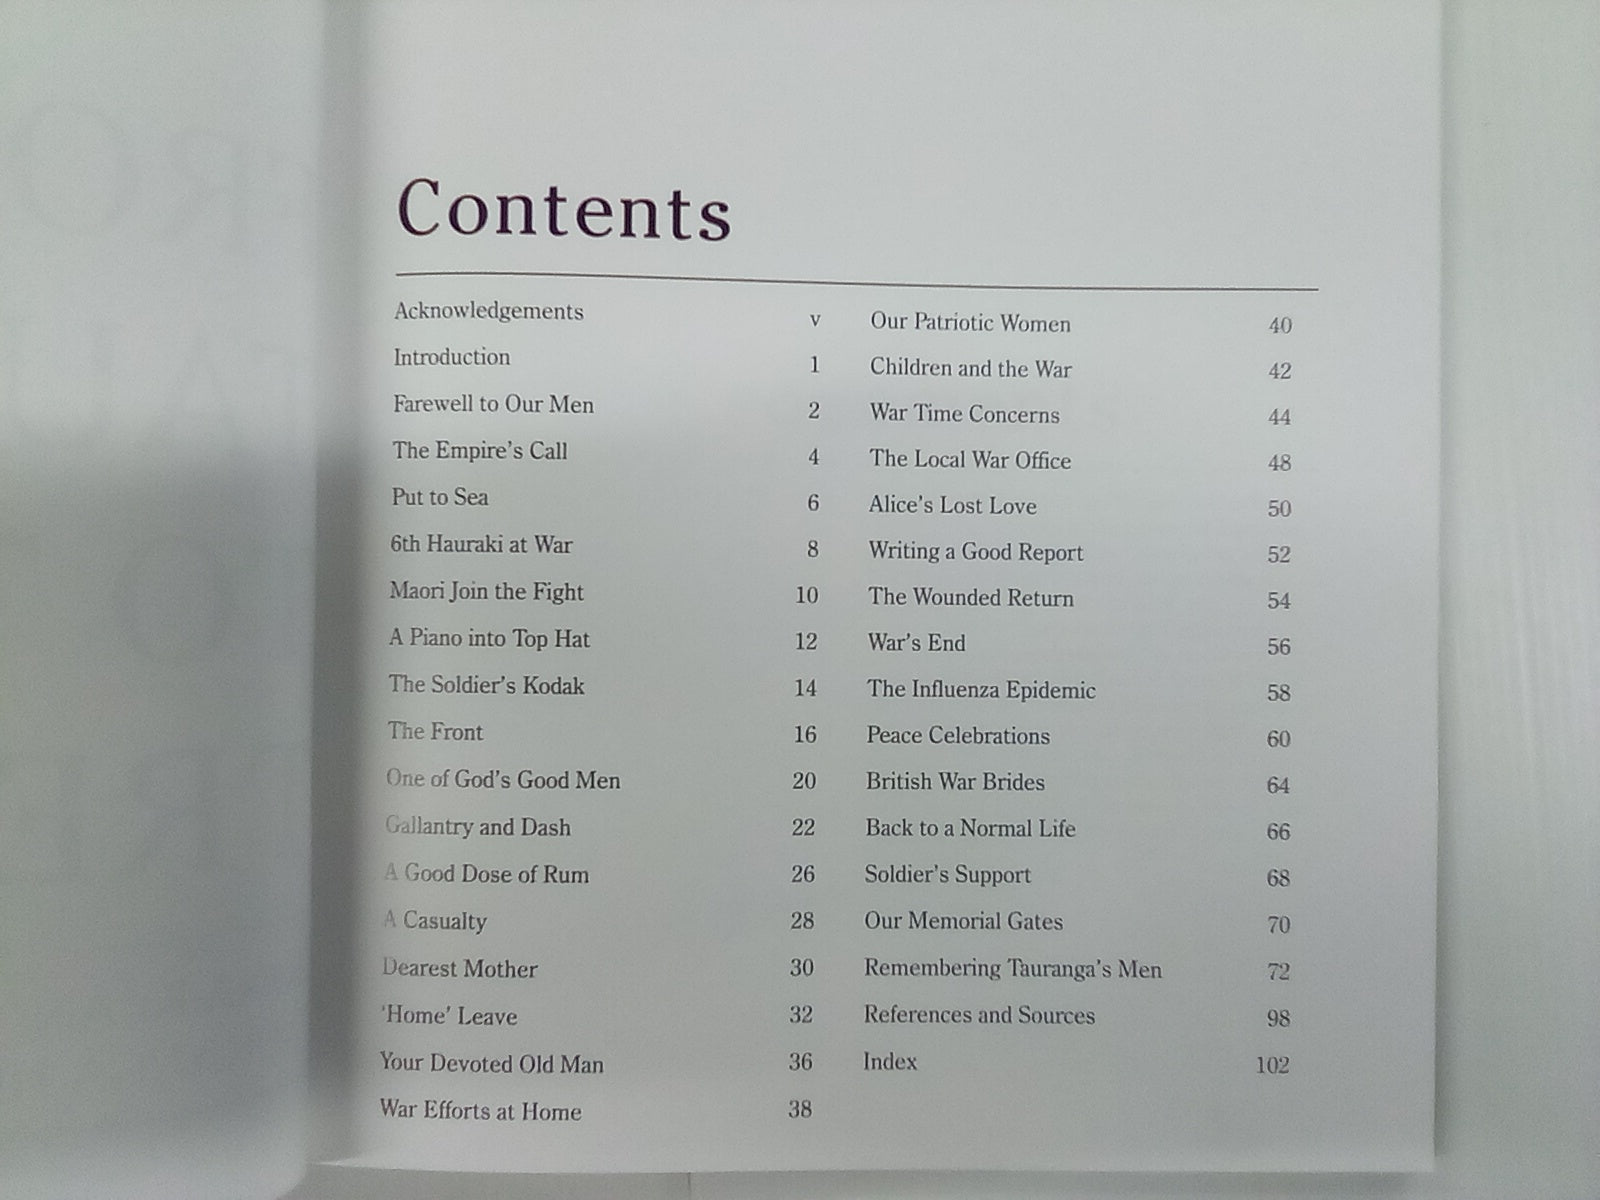 Contents
Acknowledgements v
Introduction 1
Farewell to Our Men 2
The Empire's Call 4
Put to Sea 6
6th Hauraki at War 8
Maori Join the Fight 10
A Piano into Top Hat 12
The Soldier's Kodak 14
The Front 16
One of God's Good Men 20
Gallantry and Dash 22
A Good Dose of Rum 26
A Casualty 28
Dearest Mother 30
'Home' Leave 32
Your Devoted Old Man 36
War Efforts at Home 38
Our Patriotic Women 40
Children and the War 42
War Time Concerns 44
The Local War Office 48
Alice's Lost Love 50
Writing a Good Report 52
The Wounded Return 54
War's End 56
The Influenza Epidemic 58
Peace Celebrations 60
British War Brides 64
Back to a Normal Life 66
Soldier's Support 68
Our Memorial Gates 70
Remembering Tauranga's Men 72
References and Sources 98
Index 102